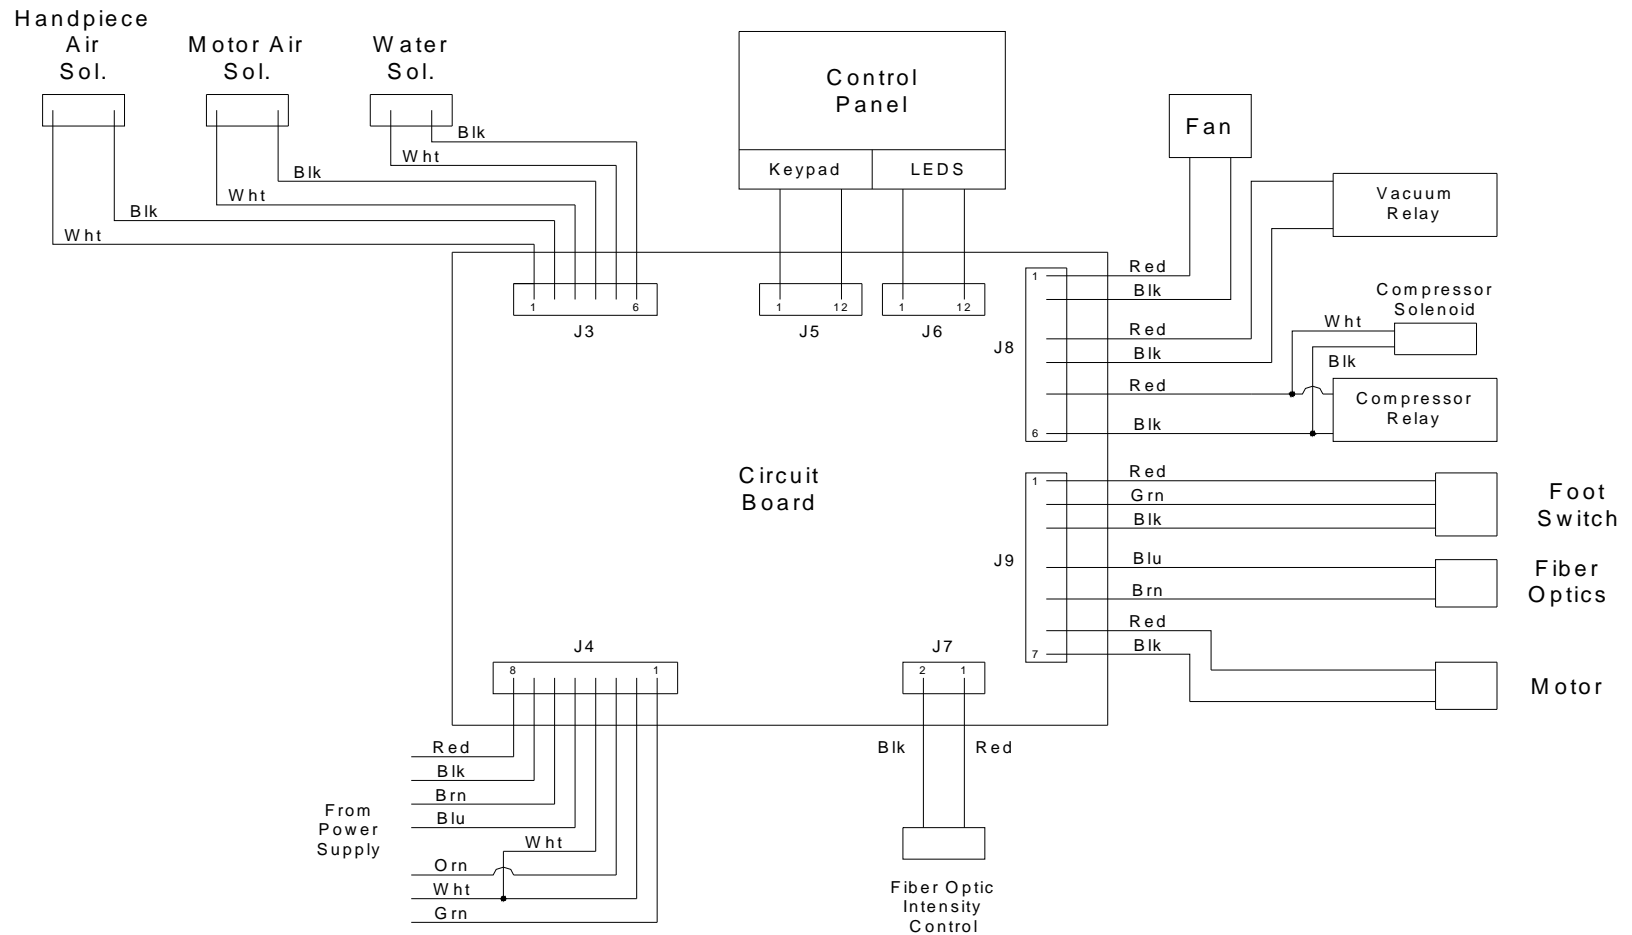 Handpiece
Air
Sol.
Motor Air
Sol.
Water
Sol.
Control
Panel
Keypad
LEDS
Fan
Vacuum
Relay
Compressor
Solenoid
Compressor
Relay
Blk
Wht
Blk
Wht
Blk
Wht
1
6
J3
1
12
J5
1
12
J6
J8
1
6
Red
Blk
Red
Blk
Red
Blk
Wht
Blk
Circuit
Board
J9
1
7
Red
Grn
Blk
Blu
Brn
Red
Blk
Foot
Switch
Fiber
Optics
Motor
J4
8
1
J7
2
1
Red
Blk
Brn
Blu
Wht
Orn
Wht
Grn
From
Power
Supply
Blk
Red
Fiber Optic
Intensity
Control